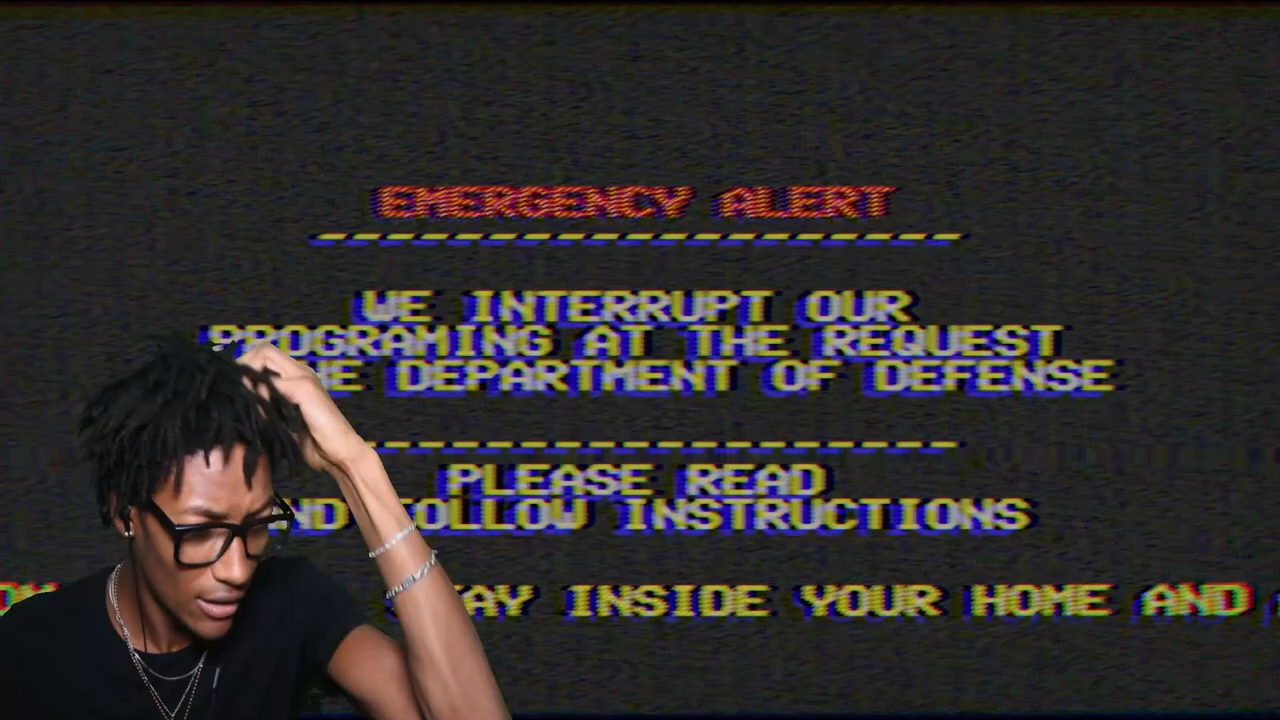 EMERGENCY ALERT
WE INTERRUPT OUR
PROGRAMING AT THE REQUEST
DEPARTMENT OF DEFENSE
PLEASE READ
FOLLOW INSTRUCTIONS
INSIDE YOUR HOME AND